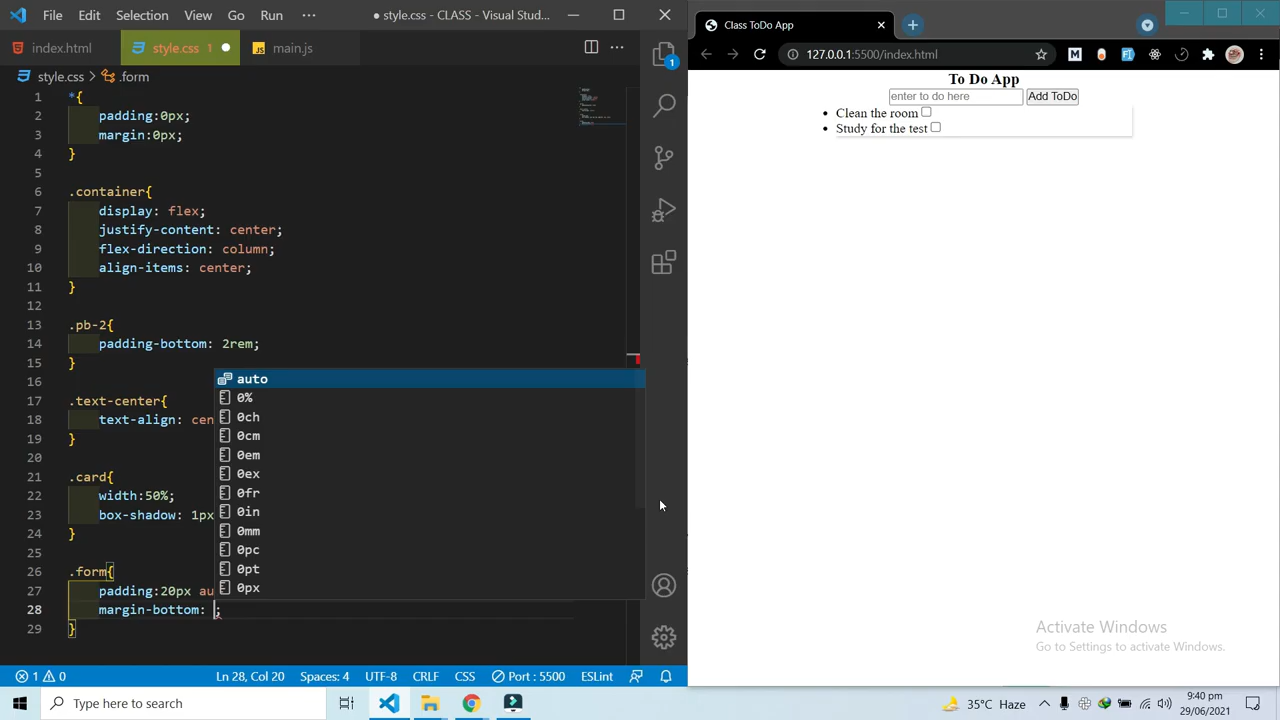 File Edit Selection View Go Run ··· ● style.css - CLASS - Visual Stud...
index.html
style.css 1 ●
main.js
style.css > .form
1 *{
2 padding:0px;
3 margin:0px;
4 }
5
6 .container{
7 display: flex;
8 justify-content: center;
9 flex-direction: column;
10 align-items: center;
11 }
12
13 .pb-2{
14 padding-bottom: 2rem;
15 }
16
17 .text-center{
18 text-align: cen
19 }
20
21 .card{
22 width:50%;
23 box-shadow: 1px
24 }
25
26 .form{
27 padding:20px au
28 margin-bottom: ;
29 }
auto
0%
0ch
0cm
0em
0ex
0fr
0in
0mm
0pc
0pt
0px
1
1 0 Ln 28, Col 20 Spaces: 4 UTF-8 CRLF CSS Port : 5500 ESLint
Class ToDo App
127.0.0.1:5500/index.html
To Do App
enter to do here Add ToDo
• Clean the room
• Study for the test
Activate Windows
Go to Settings to activate Windows.
Type here to search
35°C Haze
9:40 pm
29/06/2021